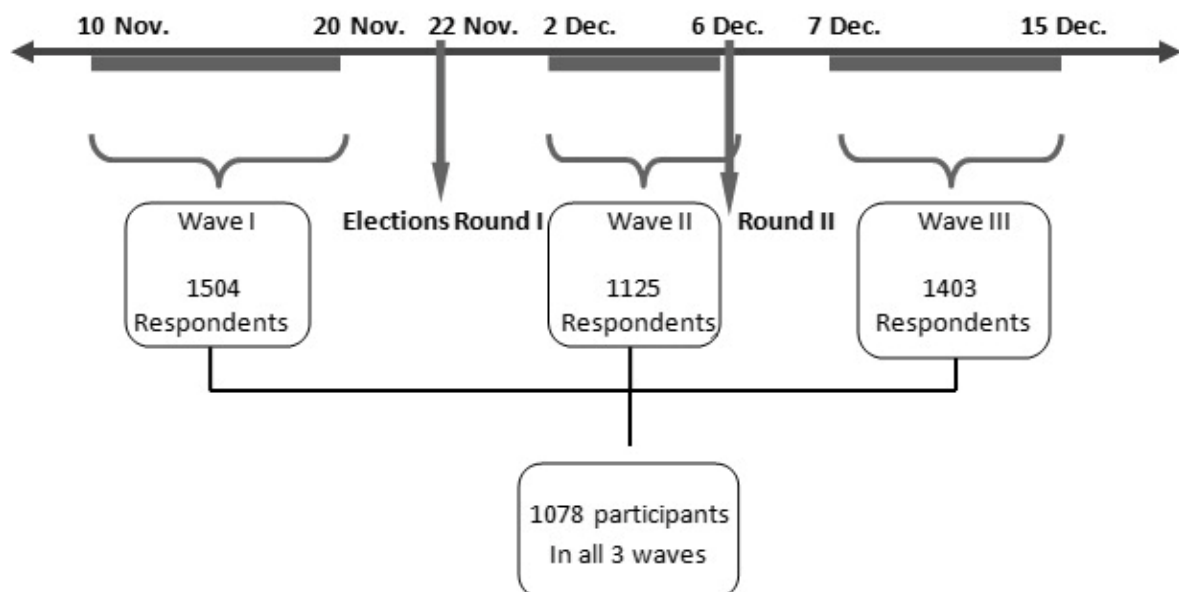 10 Nov. 20 Nov. 22 Nov. 2 Dec. 6 Dec. 7 Dec. 15 Dec.
Wave I
1504
Respondents
Elections Round I
Wave II
1125
Respondents
Round II
Wave III
1403
Respondents
1078 participants
In all 3 waves